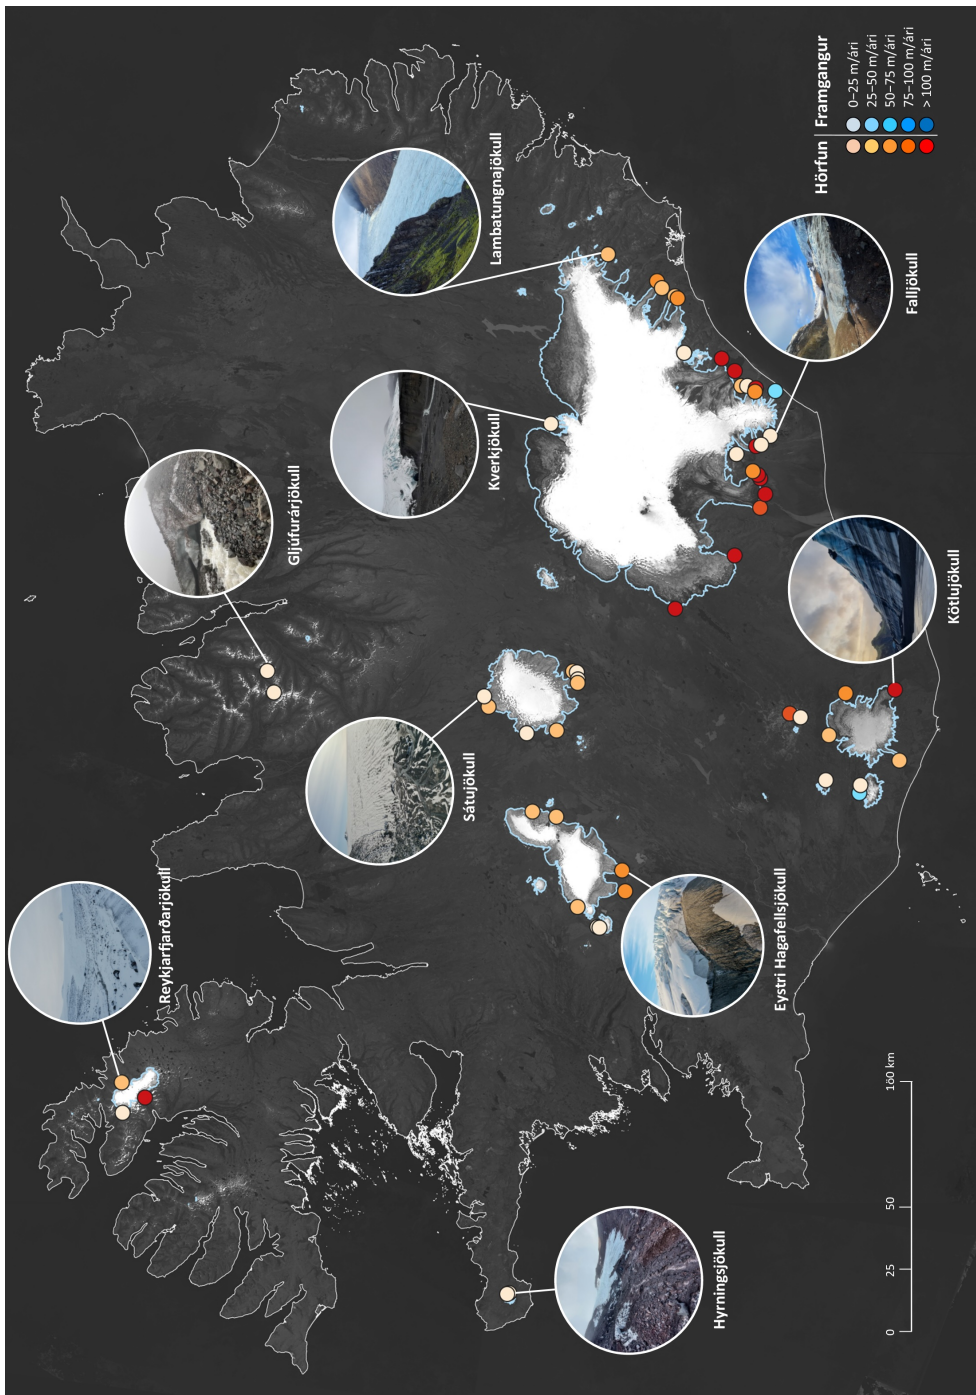 Reykjarfjarðarjökull
Gljúfurárjökull
Lambatungnajökull
Kverkjökull
Sátujökull
Hyrningsjökull
Eystri Hagafellsjökull
Kötlujökull
Falljökull
Hörfun Framgangur
0–25 m/ári
25–50 m/ári
50–75 m/ári
75–100 m/ári
> 100 m/ári
0 25 50 160 km